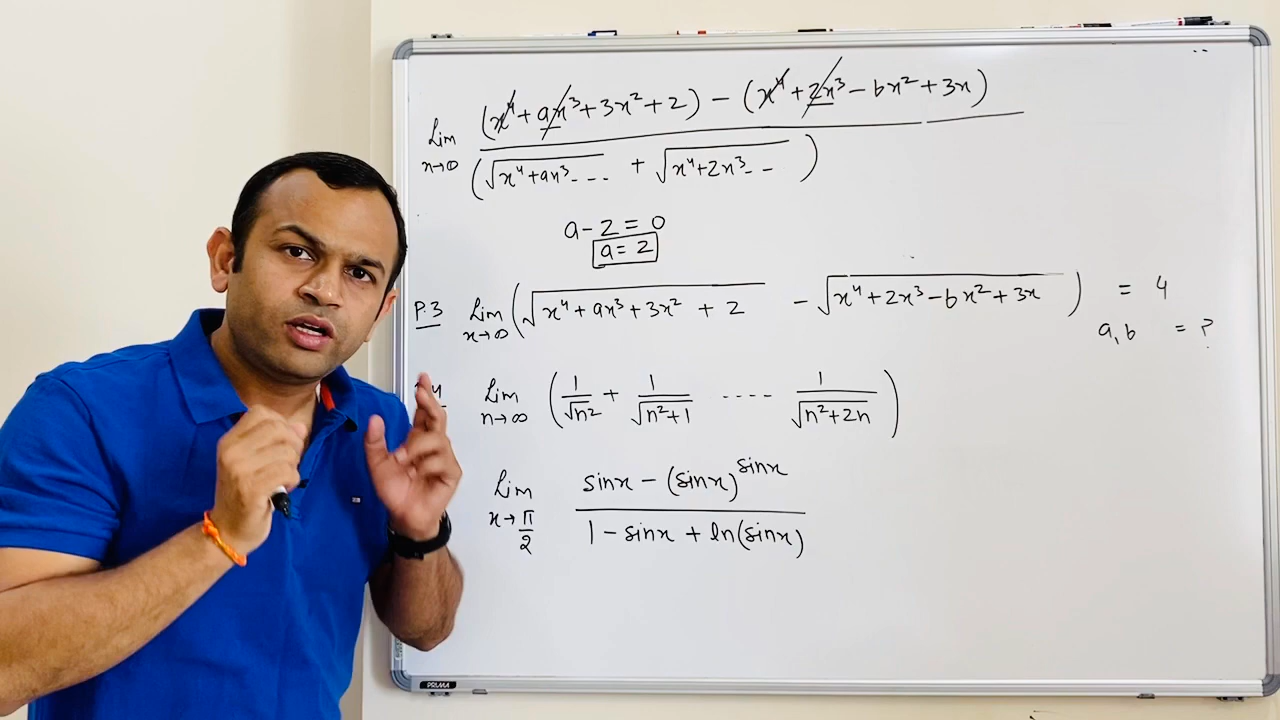 Lim x→∞ ((x⁴ + ax³ + 3x² + 2) − (x⁴ + 2x³ − bx² + 3x)) / (√(x⁴+ax³---) + √(x⁴+2x³---))
a − 2 = 0
a = 2
P.3 Lim x→∞ (√(x⁴ + ax³ + 3x² + 2) − √(x⁴ + 2x³ − bx² + 3x)) = 4
a, b = ?
Lim n→∞ (1/√n² + 1/√(n²+1) ---- 1/√(n²+2n))
Lim x→π/2 (sinx − (sinx)^sinx) / (1 − sinx + ln(sinx))
PRIMA